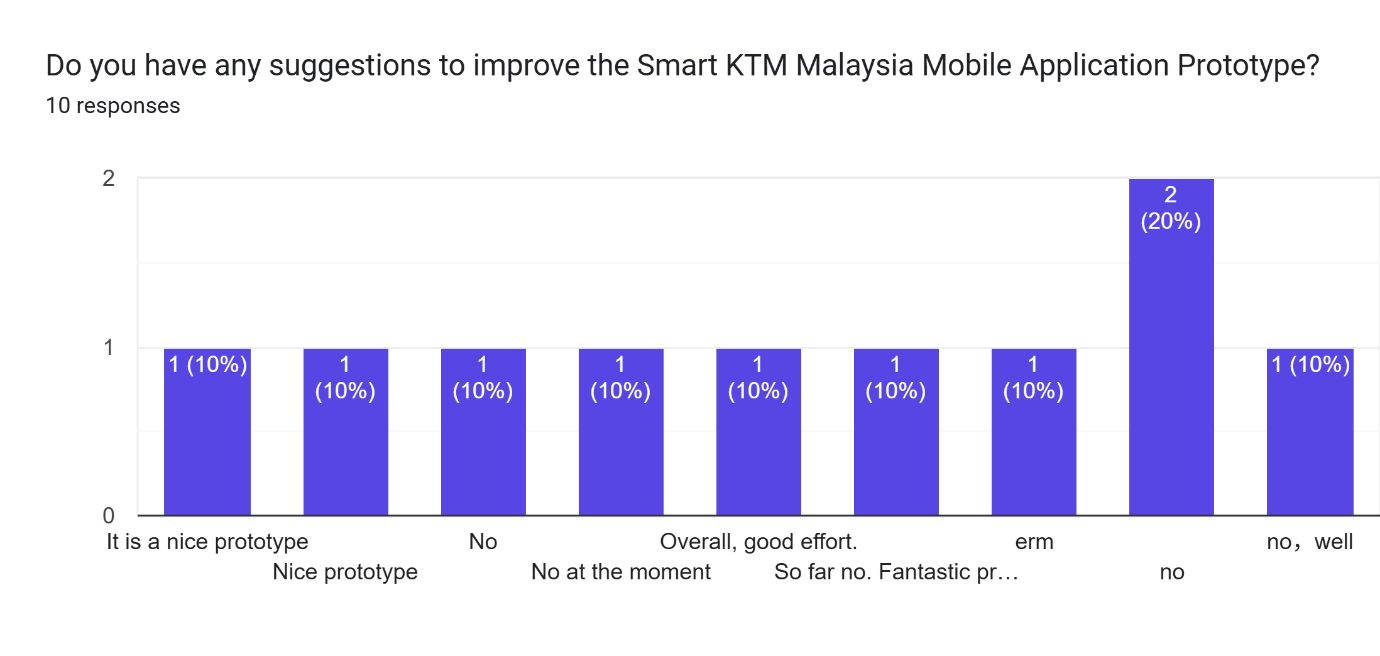 Do you have any suggestions to improve the Smart KTM Malaysia Mobile Application Prototype?
10 responses
2
1
0
1 (10%)
1
(10%)
1
(10%)
1
(10%)
1
(10%)
1
(10%)
1
(10%)
2
(20%)
1 (10%)
It is a nice prototype
Nice prototype
No
No at the moment
Overall, good effort.
So far no. Fantastic pr…
erm
no
no，well